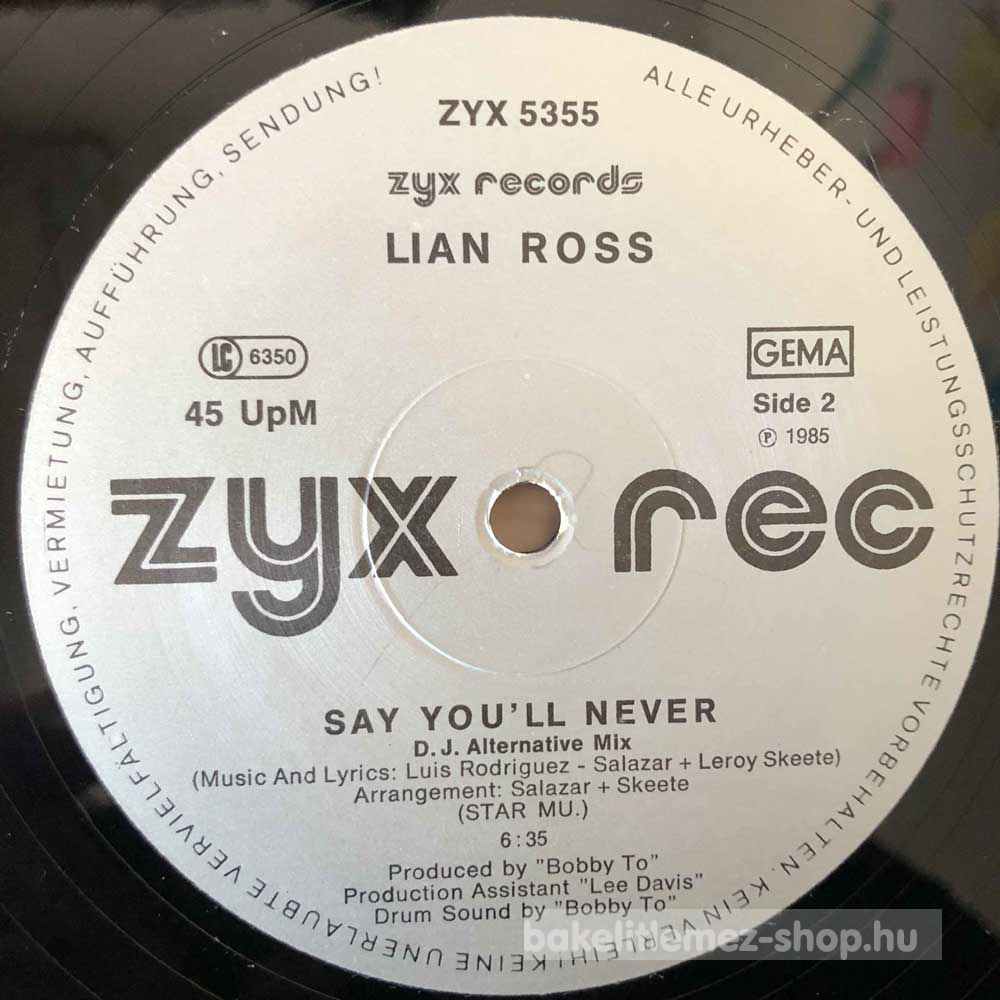 ZYX 5355
zyx records
LIAN ROSS
LC 6350
45 UpM
GEMA
Side 2
℗ 1985
zyx rec
SAY YOU'LL NEVER
D.J. Alternative Mix
(Music And Lyrics: Luis Rodriguez - Salazar + Leroy Skeete)
Arrangement: Salazar + Skeete
(STAR MU.)
6:35
Produced by "Bobby To"
Production Assistant "Lee Davis"
Drum Sound by "Bobby To"
ALLE URHEBER- UND LEISTUNGSSCHUTZRECHTE VORBEHALTEN. KEIN VERLEIH! KEINE UNERLAUBTE VERVIELFÄLTIGUNG, VERMIETUNG, AUFFÜHRUNG, SENDUNG!
bakelitlemez-shop.hu